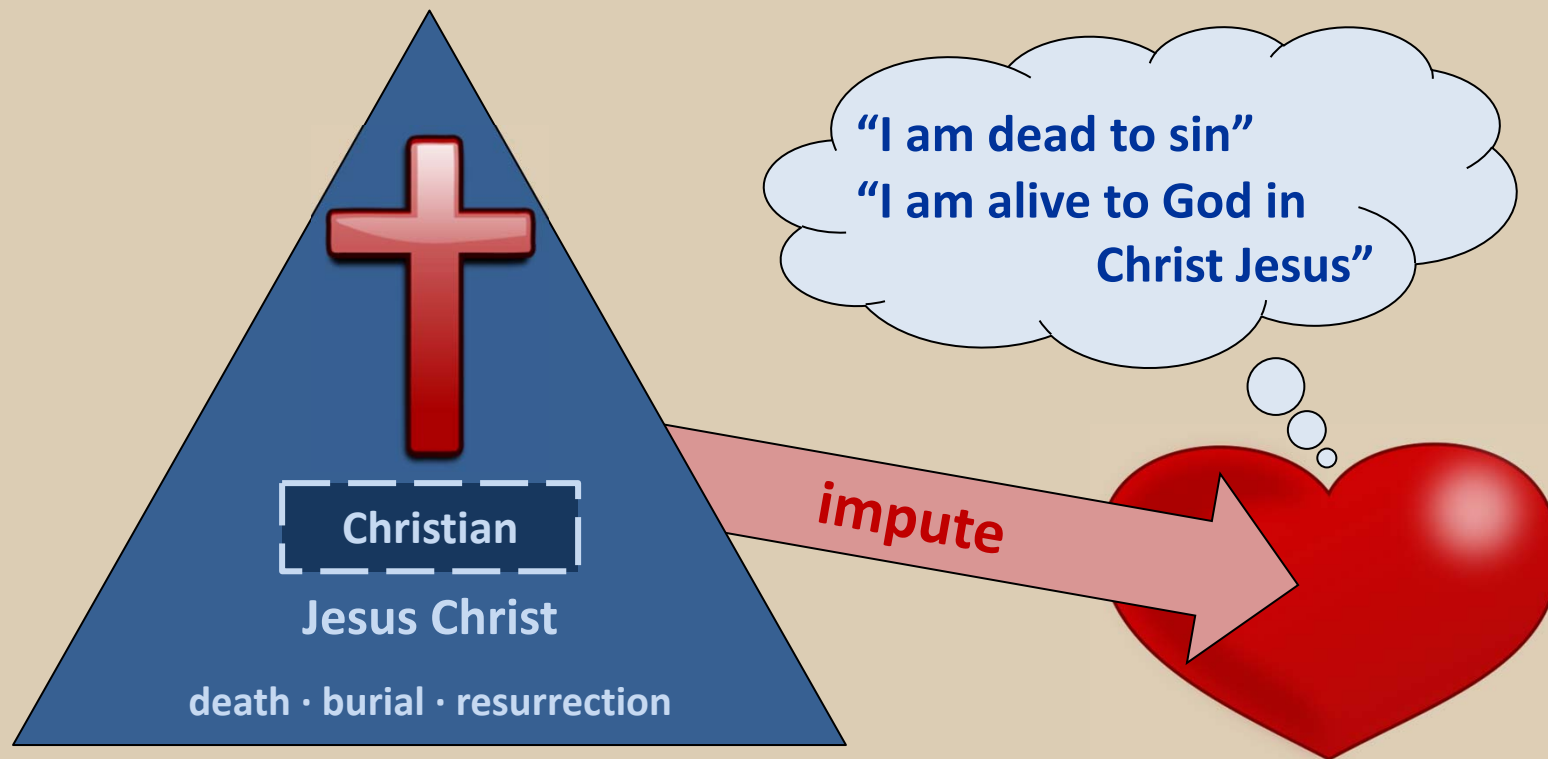 “I am dead to sin”
“I am alive to God in
Christ Jesus”
impute
Christian
Jesus Christ
death · burial · resurrection